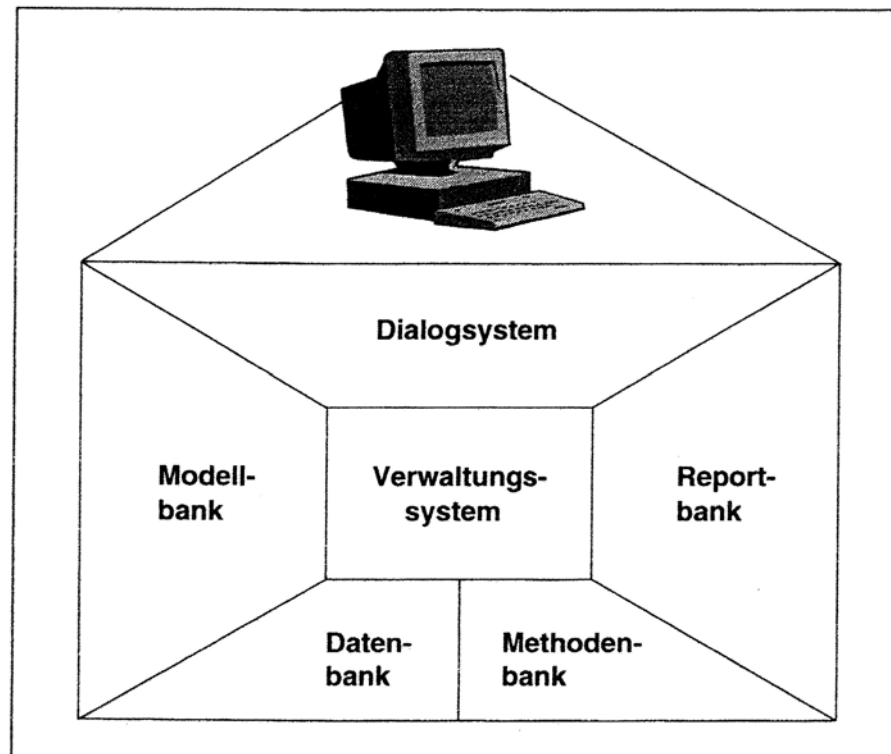 Dialogsystem
Modell-
bank
Verwaltungs-
system
Report-
bank
Daten-
bank
Methoden-
bank